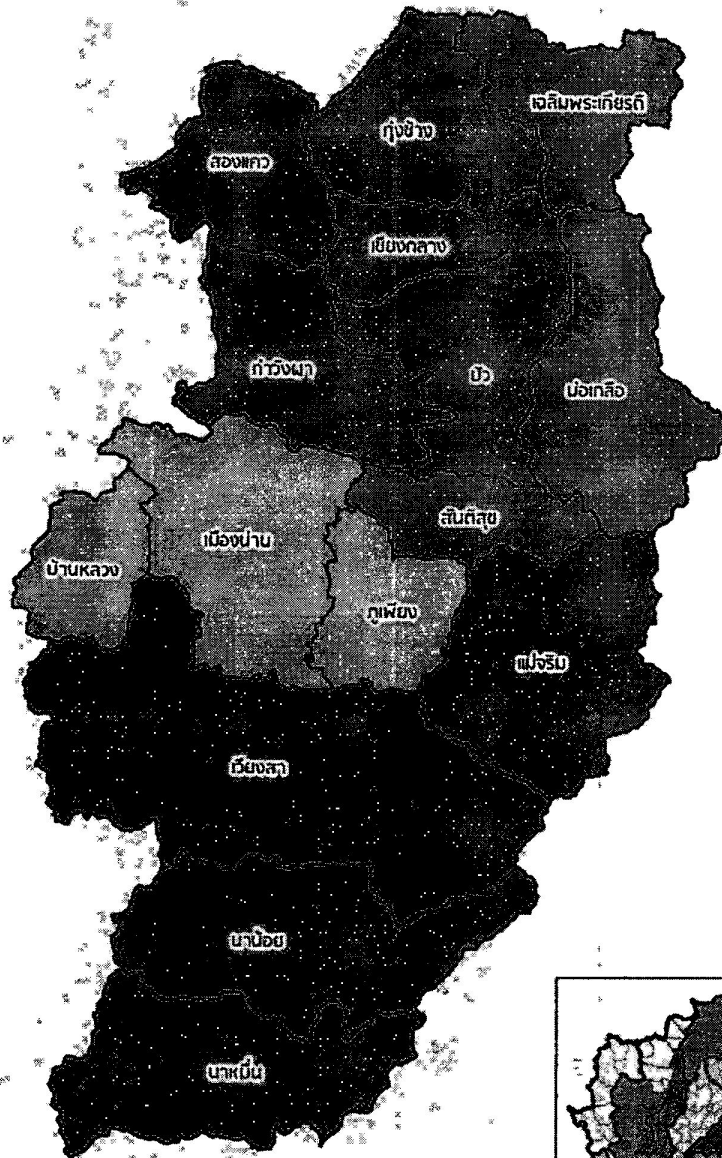 เฉลิมพระเกียรติ
ทุ่งช้าง
สองแคว
เชียงกลาง
ท่าวังผา
ปัว
บ่อเกลือ
สันติสุข
เมืองน่าน
บ้านหลวง
ภูเพียง
แม่จริม
เวียงสา
นาน้อย
นาหมื่น